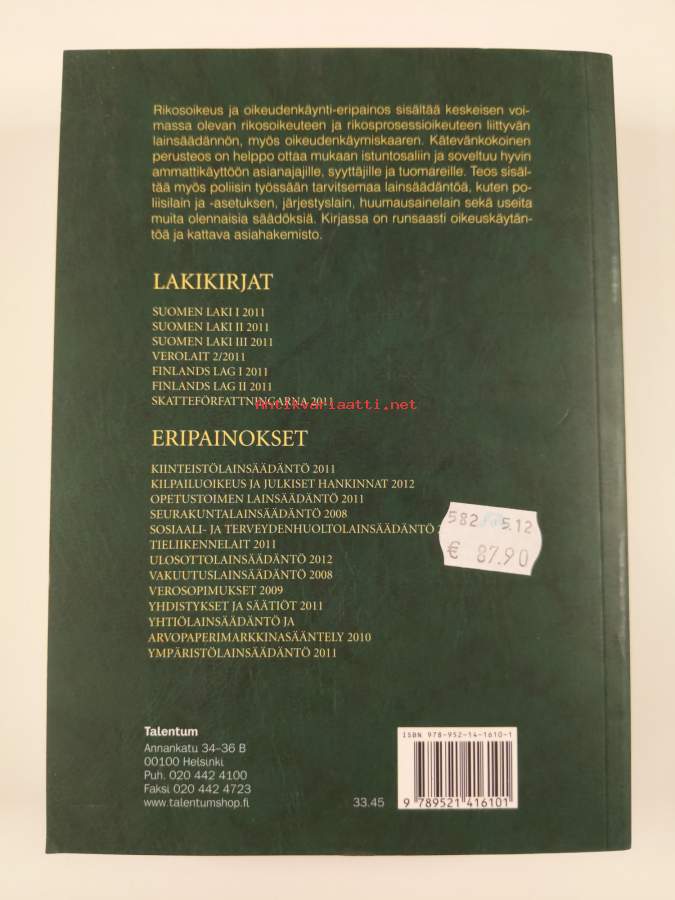 Rikosoikeus ja oikeudenkäynti-eripainos sisältää keskeisen voi-
massa olevan rikosoikeuteen ja rikosprosessioikeuteen liittyvän
lainsäädännön, myös oikeudenkäymiskaaren. Kätevänkokoinen
perusteos on helppo ottaa mukaan istuntosaliin ja soveltuu hyvin
ammattikäyttöön asianajajille, syyttäjille ja tuomareille. Teos sisäl-
tää myös poliisin työssään tarvitsemaa lainsäädäntöä, kuten po-
liisilain ja -asetuksen, järjestyslain, huumausainelain sekä useita
muita olennaisia säädöksiä. Kirjassa on runsaasti oikeuskäytän-
töä ja kattava asiahakemisto.
LAKIKIRJAT
SUOMEN LAKI I 2011
SUOMEN LAKI II 2011
SUOMEN LAKI III 2011
VEROLAIT 2/2011
FINLANDS LAG I 2011
FINLANDS LAG II 2011
SKATTEFÖRFATTNINGARNA 2011
Antikvariaatti.net
ERIPAINOKSET
KIINTEISTÖLAINSÄÄDÄNTÖ 2011
KILPAILUOIKEUS JA JULKISET HANKINNAT 2012
OPETUSTOIMEN LAINSÄÄDÄNTÖ 2011
SEURAKUNTALAINSÄÄDÄNTÖ 2008
SOSIAALI- JA TERVEYDENHUOLTOLAINSÄÄDÄNTÖ
TIELIIKENNELAIT 2011
ULOSOTTOLAINSÄÄDÄNTÖ 2012
VAKUUTUSLAINSÄÄDÄNTÖ 2008
VEROSOPIMUKSET 2009
YHDISTYKSET JA SÄÄTIÖT 2011
YHTIÖLAINSÄÄDÄNTÖ JA
ARVOPAPERIMARKKINASÄÄNTELY 2010
YMPÄRISTÖLAINSÄÄDÄNTÖ 2011
582 5.12
€ 87.90
Talentum
Annankatu 34–36 B
00100 Helsinki
Puh. 020 442 4100
Faksi 020 442 4723
www.talentumshop.fi
33.45
ISBN 978-952-14-1610-1
9 789521 416101